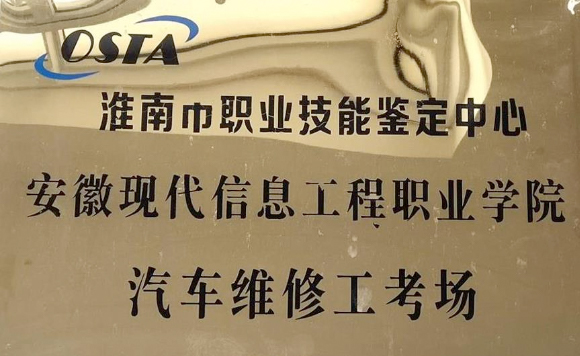 OSTA
淮南市职业技能鉴定中心
安徽现代信息工程职业学院
汽车维修工考场